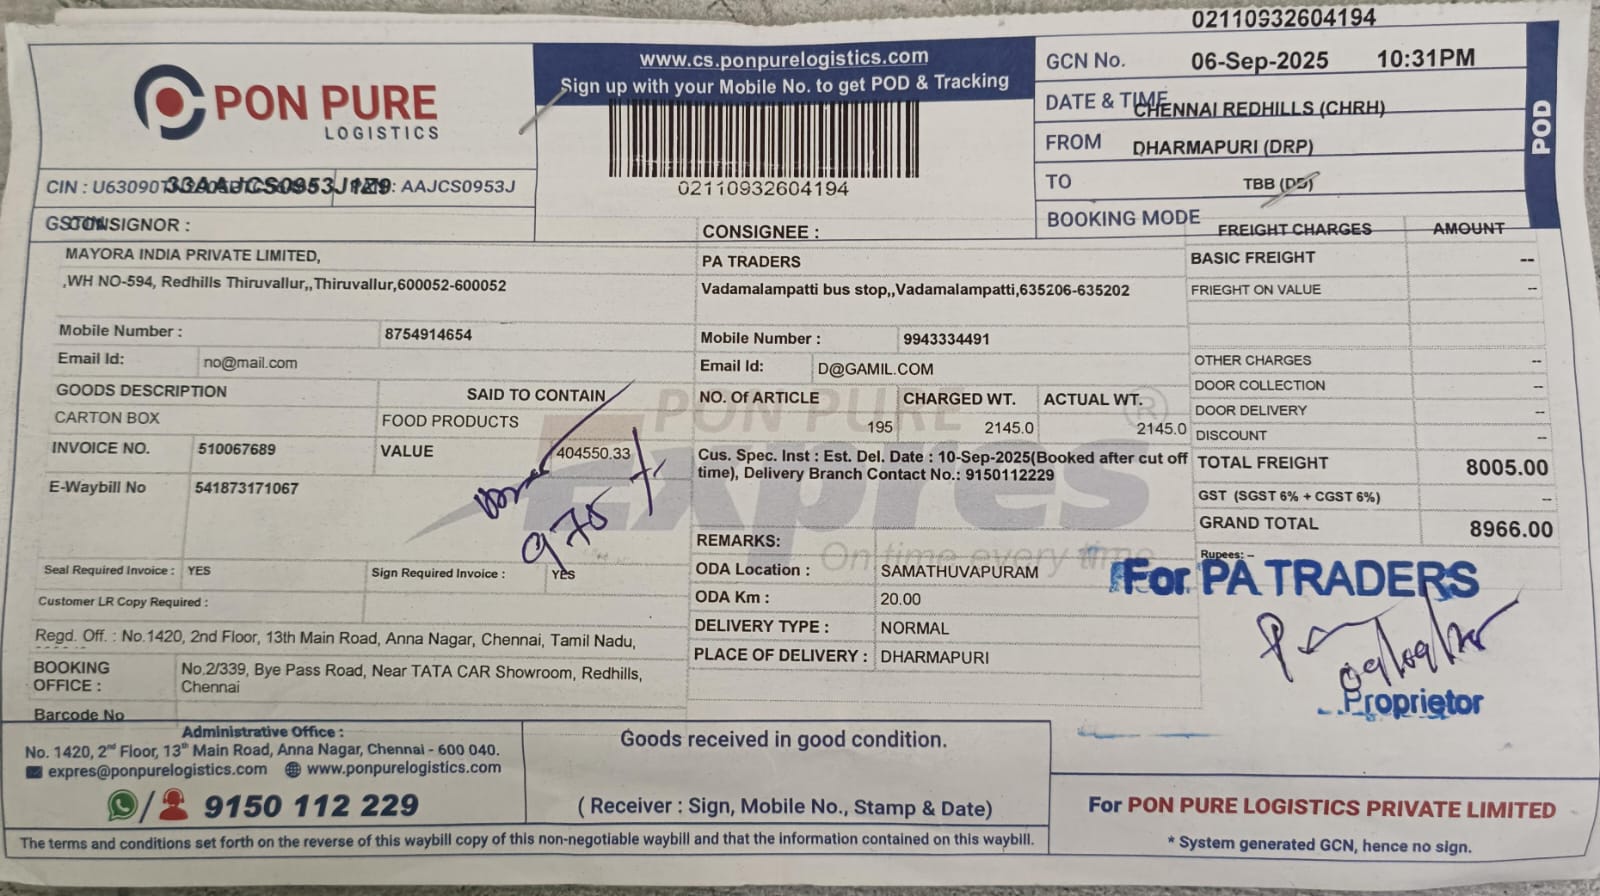 02110932604194
PON PURE
LOGISTICS
www.cs.ponpurelogistics.com
Sign up with your Mobile No. to get POD & Tracking
02110932604194
GCN No. 06-Sep-2025 10:31PM
DATE & TIME CHENNAI REDHILLS (CHRH)
FROM DHARMAPURI (DRP)
TO TBB (DD)
BOOKING MODE
POD
CIN : U63090T 33AAJCS0953J1Z9 : AAJCS0953J
GSTIN CONSIGNOR :
MAYORA INDIA PRIVATE LIMITED,
,WH NO-594, Redhills Thiruvallur,,Thiruvallur,600052-600052
Mobile Number : 8754914654
Email Id: no@mail.com
GOODS DESCRIPTION SAID TO CONTAIN
CARTON BOX FOOD PRODUCTS
INVOICE NO. 510067689 VALUE 404550.33
E-Waybill No 541873171067
970
Seal Required Invoice : YES Sign Required Invoice : YES
Customer LR Copy Required :
Regd. Off. : No.1420, 2nd Floor, 13th Main Road, Anna Nagar, Chennai, Tamil Nadu,
BOOKING OFFICE : No.2/339, Bye Pass Road, Near TATA CAR Showroom, Redhills,
Chennai
Barcode No
CONSIGNEE :
PA TRADERS
Vadamalampatti bus stop,,Vadamalampatti,635206-635202
Mobile Number : 9943334491
Email Id: D@GAMIL.COM
NO. Of ARTICLE CHARGED WT. ACTUAL WT.
195 2145.0 2145.0
Cus. Spec. Inst : Est. Del. Date : 10-Sep-2025(Booked after cut off
time), Delivery Branch Contact No.: 9150112229
PON PURE
Expres ®
On time every time
REMARKS:
ODA Location : SAMATHUVAPURAM
ODA Km : 20.00
DELIVERY TYPE : NORMAL
PLACE OF DELIVERY : DHARMAPURI
FREIGHT CHARGES AMOUNT
BASIC FREIGHT --
FRIEGHT ON VALUE --
OTHER CHARGES --
DOOR COLLECTION --
DOOR DELIVERY --
DISCOUNT --
TOTAL FREIGHT 8005.00
GST (SGST 6% + CGST 6%) --
GRAND TOTAL 8966.00
Rupees: --
For PA TRADERS
Proprietor
Administrative Office :
No. 1420, 2nd Floor, 13th Main Road, Anna Nagar, Chennai - 600 040.
expres@ponpurelogistics.com www.ponpurelogistics.com
/ 9150 112 229
Goods received in good condition.
( Receiver : Sign, Mobile No., Stamp & Date)
For PON PURE LOGISTICS PRIVATE LIMITED
* System generated GCN, hence no sign.
The terms and conditions set forth on the reverse of this waybill copy of this non-negotiable waybill and that the information contained on this waybill.